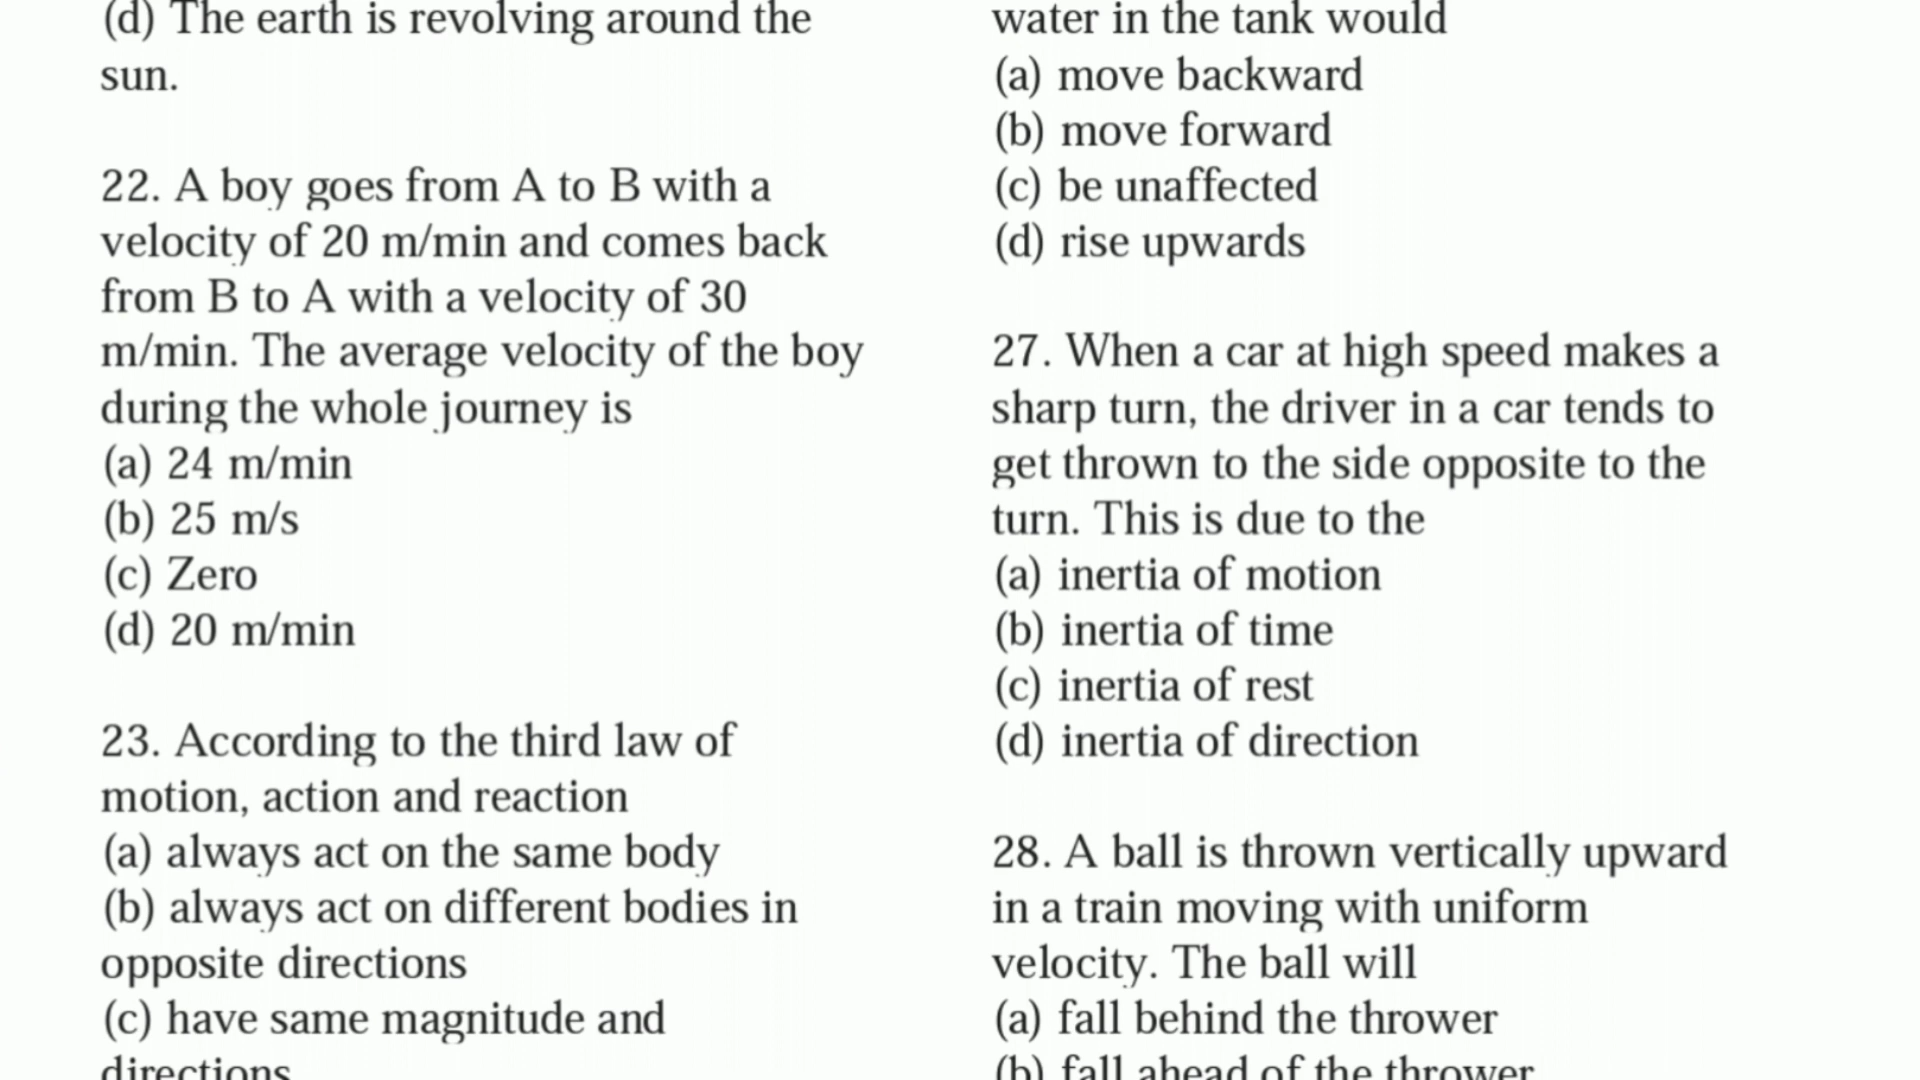 (d) The earth is revolving around the
sun.
22. A boy goes from A to B with a
velocity of 20 m/min and comes back
from B to A with a velocity of 30
m/min. The average velocity of the boy
during the whole journey is
(a) 24 m/min
(b) 25 m/s
(c) Zero
(d) 20 m/min
23. According to the third law of
motion, action and reaction
(a) always act on the same body
(b) always act on different bodies in
opposite directions
(c) have same magnitude and
directions
water in the tank would
(a) move backward
(b) move forward
(c) be unaffected
(d) rise upwards
27. When a car at high speed makes a
sharp turn, the driver in a car tends to
get thrown to the side opposite to the
turn. This is due to the
(a) inertia of motion
(b) inertia of time
(c) inertia of rest
(d) inertia of direction
28. A ball is thrown vertically upward
in a train moving with uniform
velocity. The ball will
(a) fall behind the thrower
(b) fall ahead of the thrower